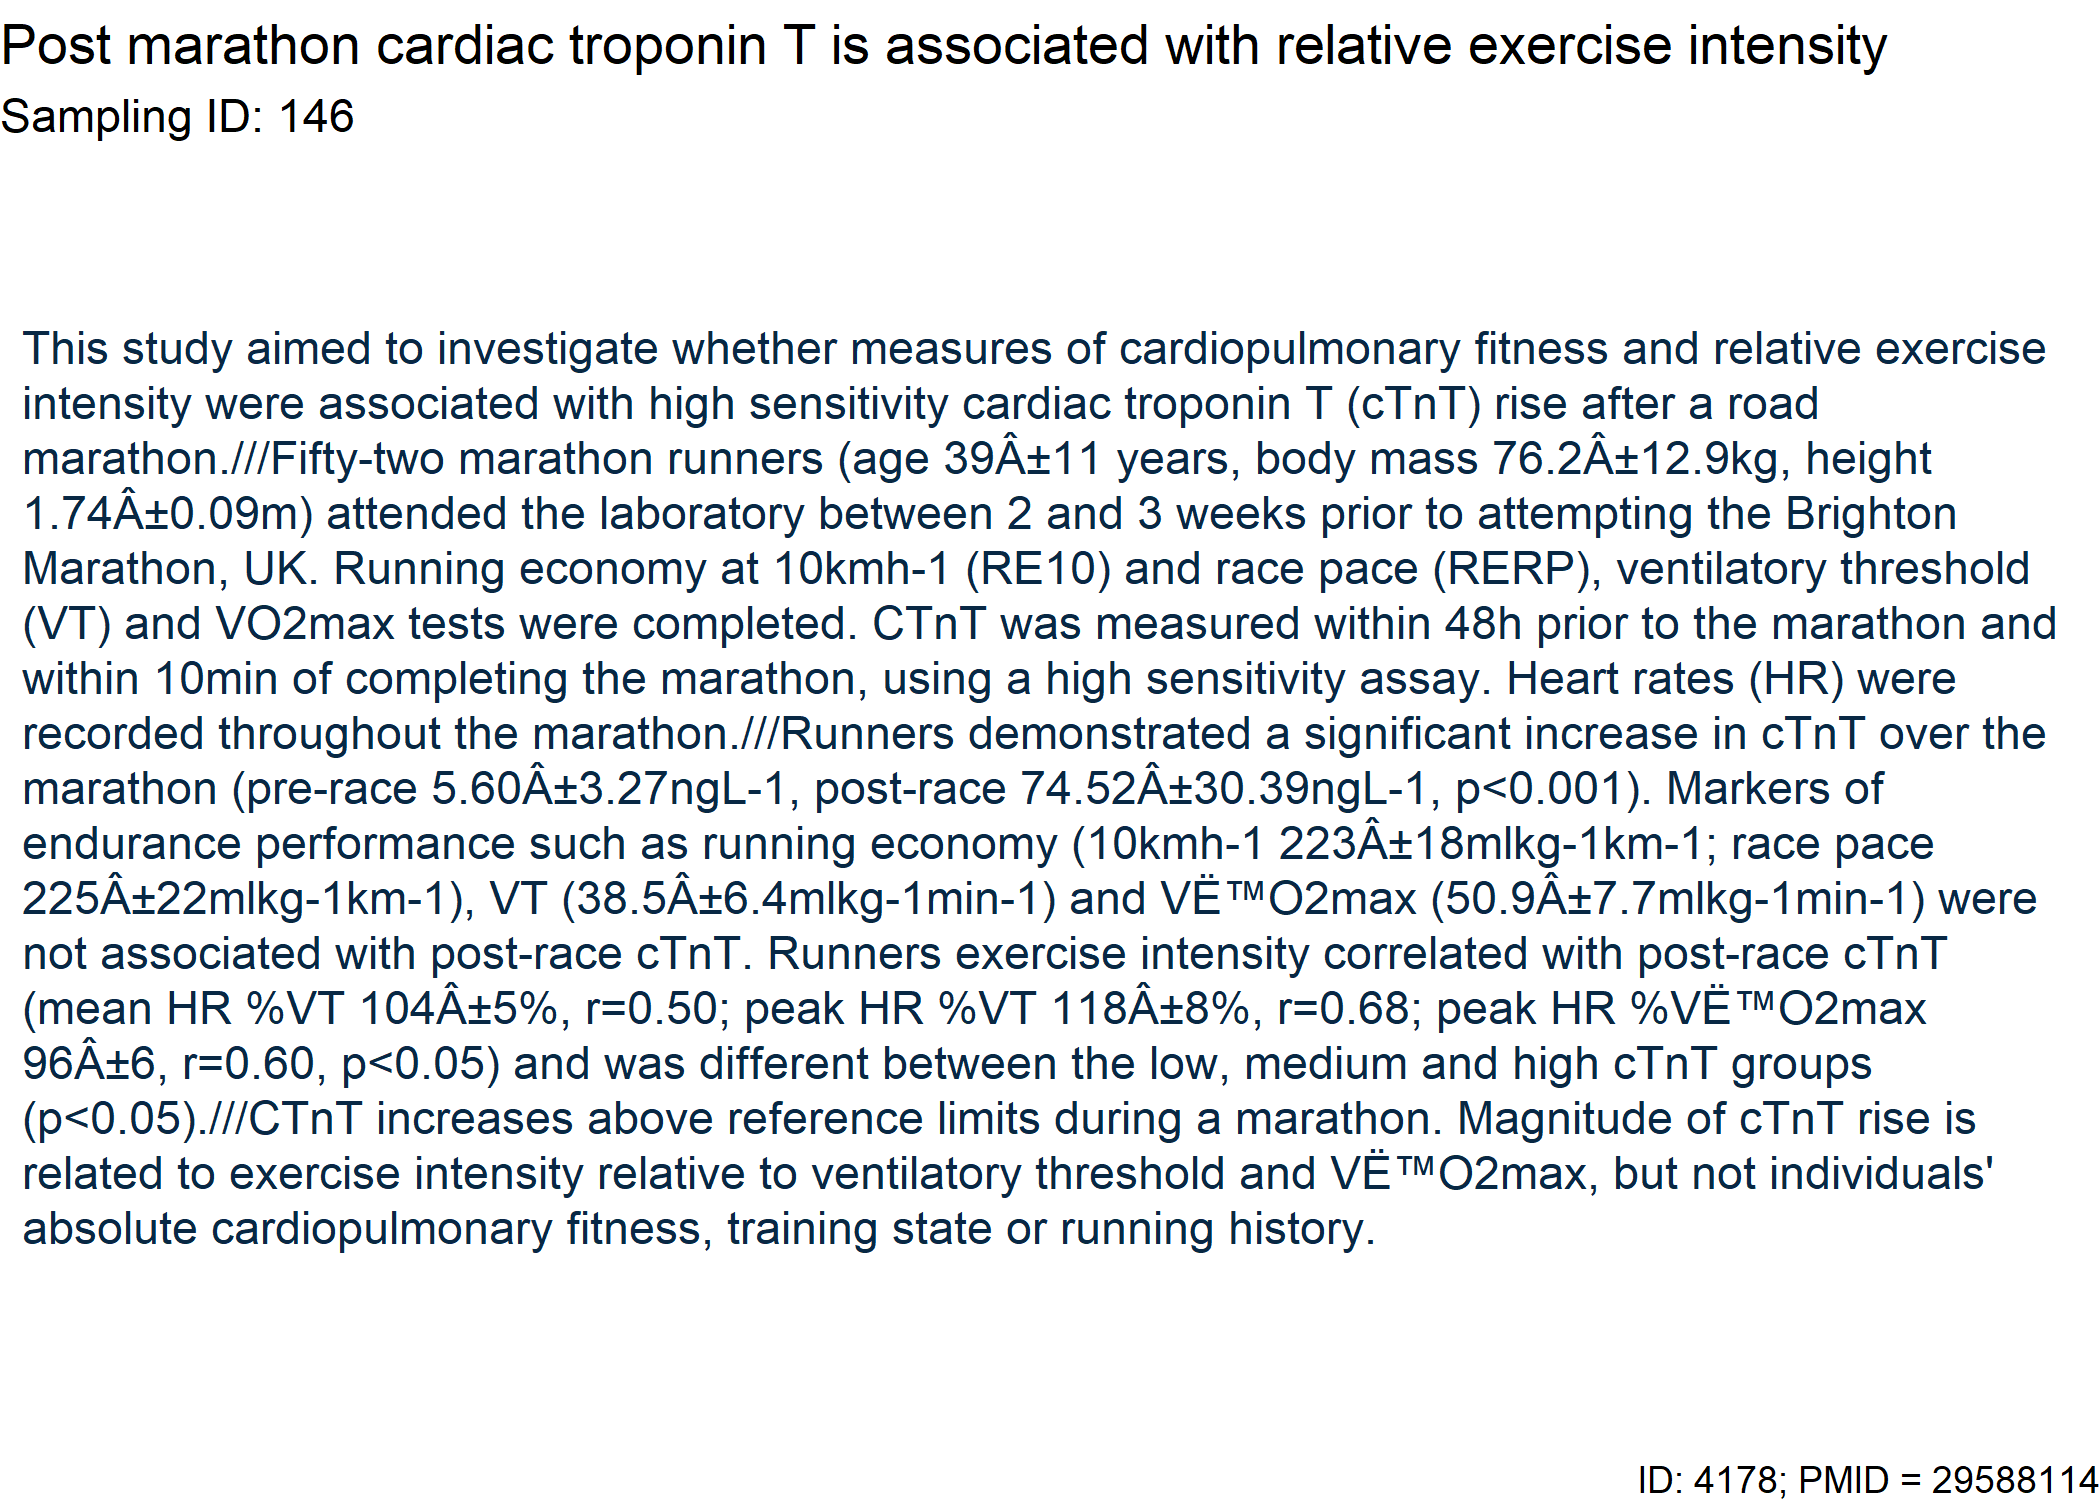 Post marathon cardiac troponin T is associated with relative exercise intensity
Sampling ID: 146
This study aimed to investigate whether measures of cardiopulmonary fitness and relative exercise
intensity were associated with high sensitivity cardiac troponin T (cTnT) rise after a road
marathon.///Fifty-two marathon runners (age 39Â±11 years, body mass 76.2Â±12.9kg, height
1.74Â±0.09m) attended the laboratory between 2 and 3 weeks prior to attempting the Brighton
Marathon, UK. Running economy at 10kmh-1 (RE10) and race pace (RERP), ventilatory threshold
(VT) and VO2max tests were completed. CTnT was measured within 48h prior to the marathon and
within 10min of completing the marathon, using a high sensitivity assay. Heart rates (HR) were
recorded throughout the marathon.///Runners demonstrated a significant increase in cTnT over the
marathon (pre-race 5.60Â±3.27ngL-1, post-race 74.52Â±30.39ngL-1, p<0.001). Markers of
endurance performance such as running economy (10kmh-1 223Â±18mlkg-1km-1; race pace
225Â±22mlkg-1km-1), VT (38.5Â±6.4mlkg-1min-1) and VË™O2max (50.9Â±7.7mlkg-1min-1) were
not associated with post-race cTnT. Runners exercise intensity correlated with post-race cTnT
(mean HR %VT 104Â±5%, r=0.50; peak HR %VT 118Â±8%, r=0.68; peak HR %VË™O2max
96Â±6, r=0.60, p<0.05) and was different between the low, medium and high cTnT groups
(p<0.05).///CTnT increases above reference limits during a marathon. Magnitude of cTnT rise is
related to exercise intensity relative to ventilatory threshold and VË™O2max, but not individuals'
absolute cardiopulmonary fitness, training state or running history.
ID: 4178; PMID = 29588114